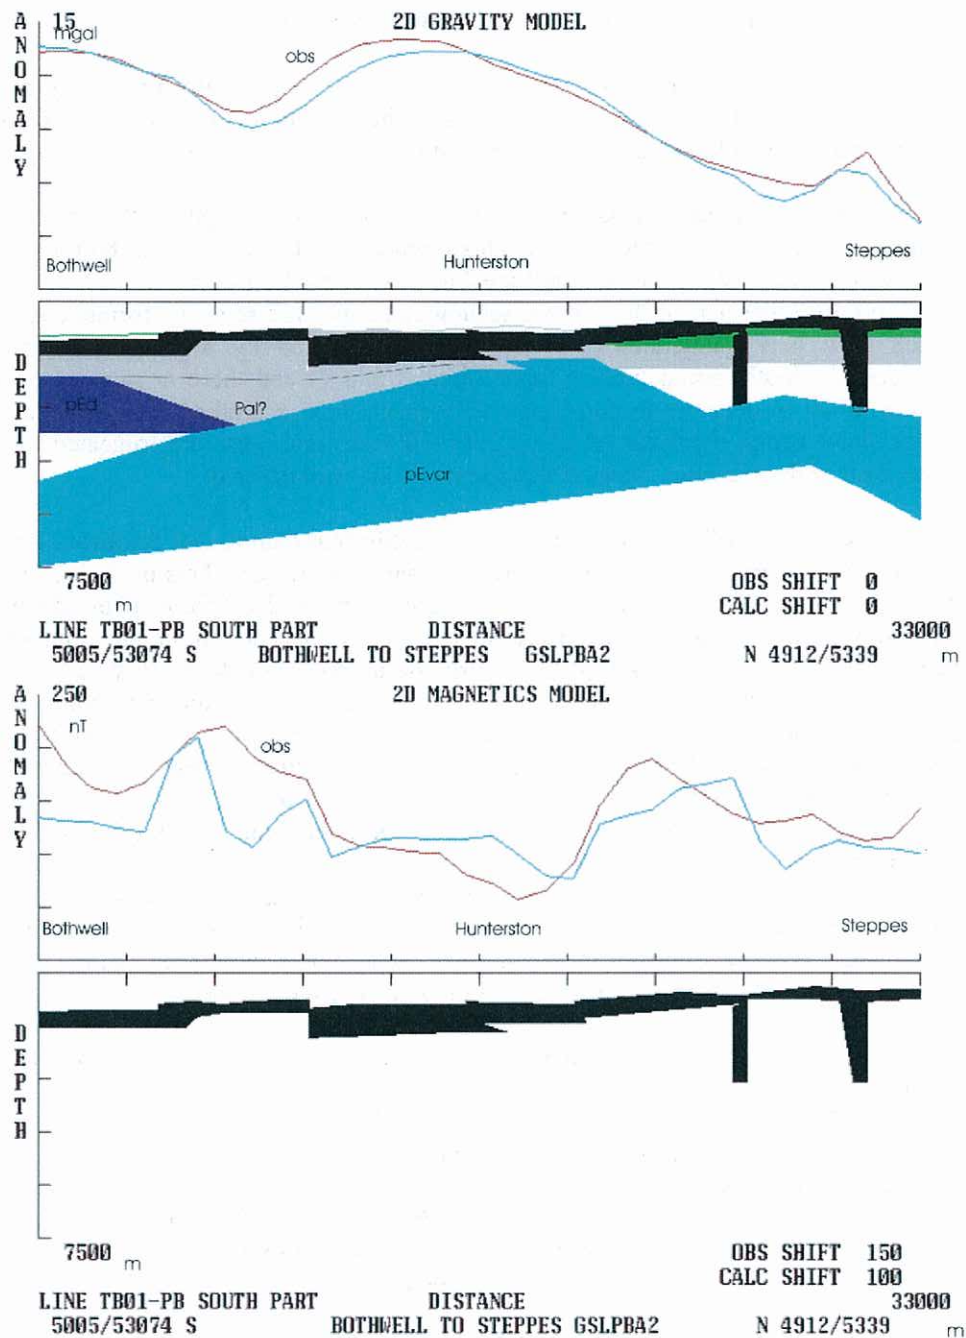 ANOMALY
15
mgal
2D GRAVITY MODEL
obs
Bothwell
Hunterston
Steppes
DEPTH
pEd
Pal?
pEvar
7500
m
OBS SHIFT 0
CALC SHIFT 0
LINE TB01-PB SOUTH PART
DISTANCE
33000
5005/53074 S
BOTHWELL TO STEPPES GSLPBA2
N 4912/5339
m
ANOMALY
250
nT
2D MAGNETICS MODEL
obs
Bothwell
Hunterston
Steppes
DEPTH
7500
m
OBS SHIFT 150
CALC SHIFT 100
LINE TB01-PB SOUTH PART
DISTANCE
33000
5005/53074 S
BOTHWELL TO STEPPES GSLPBA2
N 4912/5339
m